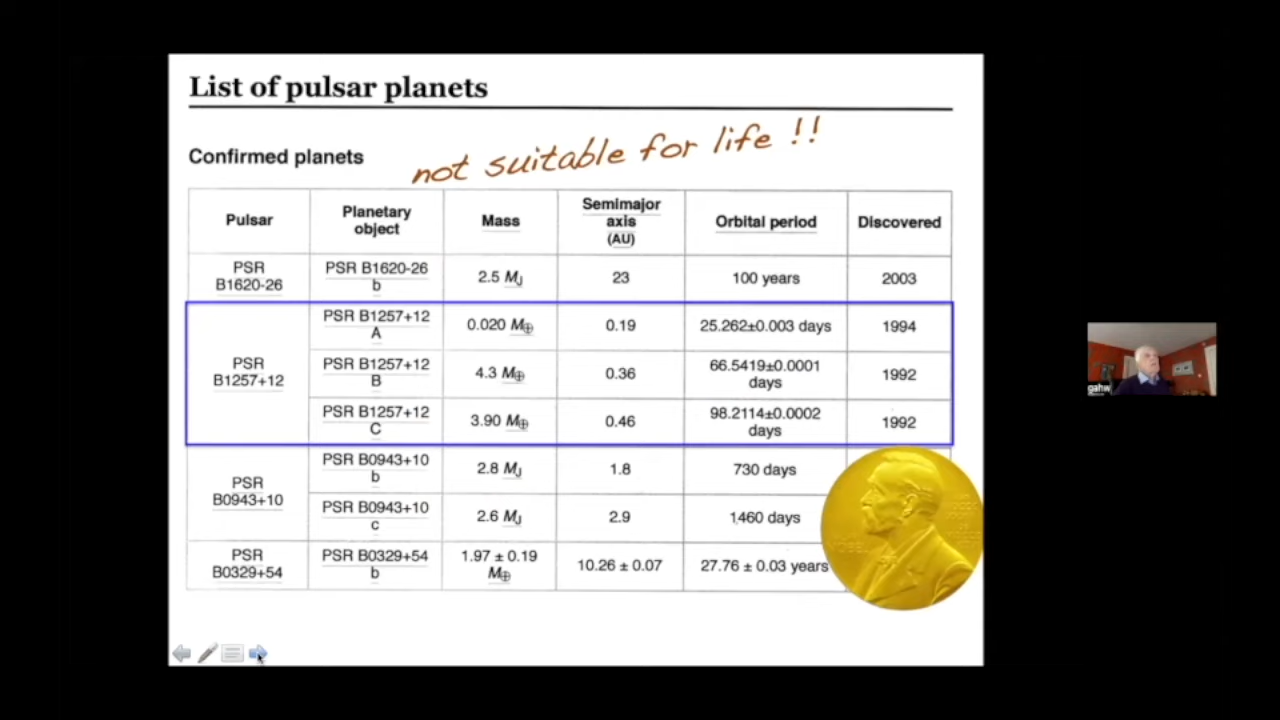 List of pulsar planets
not suitable for life !!
Confirmed planets
Pulsar
Planetary
object
Mass
Semimajor
axis
(AU)
Orbital period
Discovered
PSR
B1620-26
PSR B1620-26
b
2.5 MJ
23
100 years
2003
PSR
B1257+12
PSR B1257+12
A
0.020 M⊕
0.19
25.262±0.003 days
1994
PSR B1257+12
B
4.3 M⊕
0.36
66.5419±0.0001
days
1992
PSR B1257+12
C
3.90 M⊕
0.46
98.2114±0.0002
days
1992
PSR
B0943+10
PSR B0943+10
b
2.8 MJ
1.8
730 days
PSR B0943+10
c
2.6 MJ
2.9
1460 days
PSR
B0329+54
PSR B0329+54
b
1.97 ± 0.19
M⊕
10.26 ± 0.07
27.76 ± 0.03 years
gahw